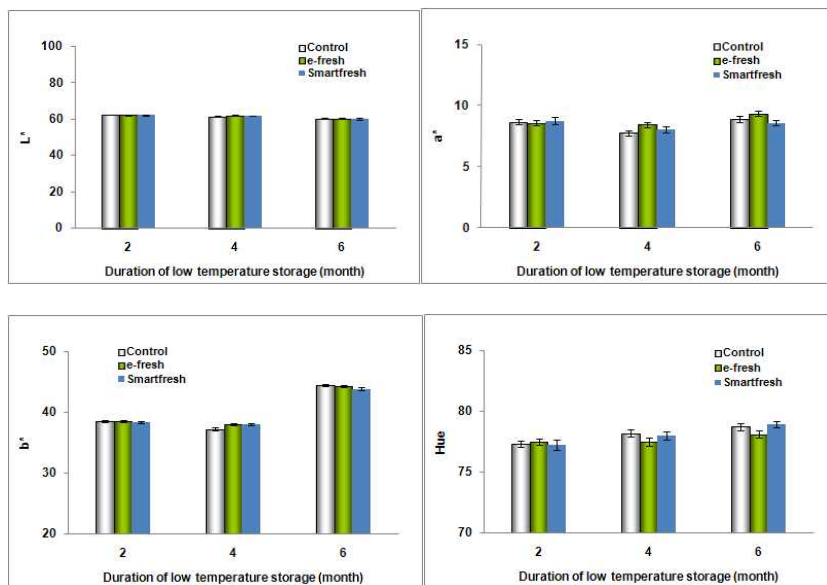 100
80
60
40
20
0
L*
Control
e-fresh
Smartfresh
2 4 6
Duration of low temperature storage (month)
15
10
5
0
a*
Control
e-fresh
Smartfresh
2 4 6
Duration of low temperature storage (month)
50
40
30
20
b*
Control
e-fresh
Smartfresh
2 4 6
Duration of low temperature storage (month)
85
80
75
70
Hue
Control
e-fresh
Smartfresh
2 4 6
Duration of low temperature storage (month)